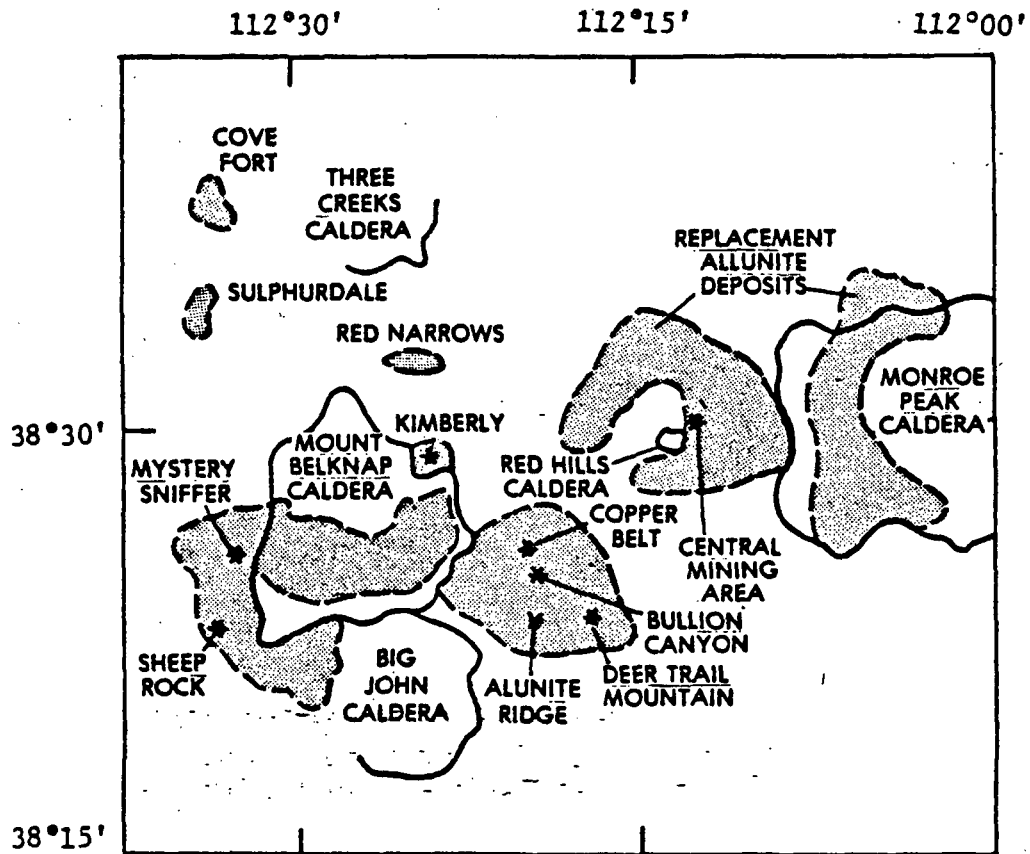 112°30'
112°15'
112°00'
COVE
FORT
THREE
CREEKS
CALDERA
REPLACEMENT
ALLUNITE
DEPOSITS
SULPHURDALE
RED NARROWS
MONROE
PEAK
CALDERA
38°30'
KIMBERLY
MOUNT
BELKNAP
CALDERA
MYSTERY
SNIFFER
RED HILLS
CALDERA
COPPER
BELT
CENTRAL
MINING
AREA
BULLION
CANYON
SHEEP
ROCK
BIG
JOHN
CALDERA
ALUNITE
RIDGE
DEER TRAIL
MOUNTAIN
38°15'